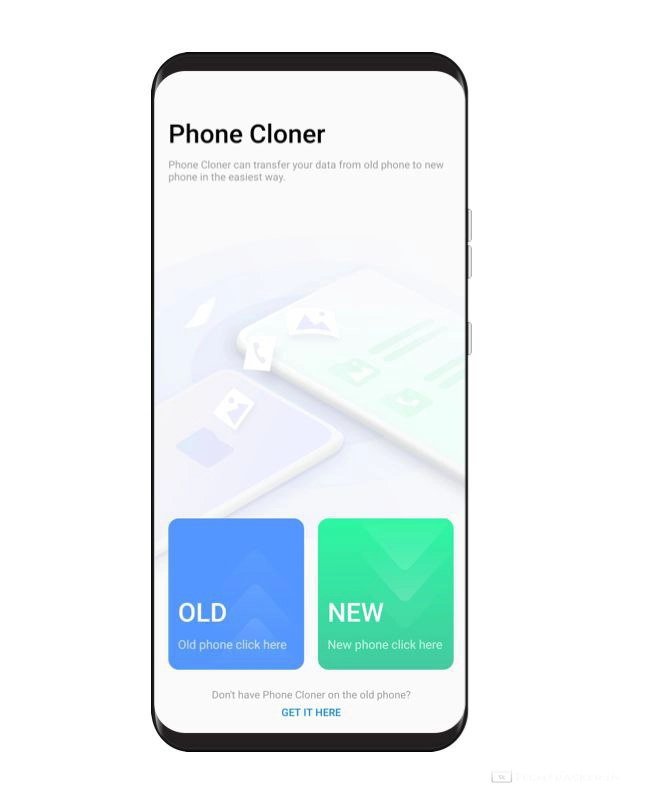 Phone Cloner
Phone Cloner can transfer your data from old phone to new
phone in the easiest way.
OLD
Old phone click here
NEW
New phone click here
Don't have Phone Cloner on the old phone?
GET IT HERE